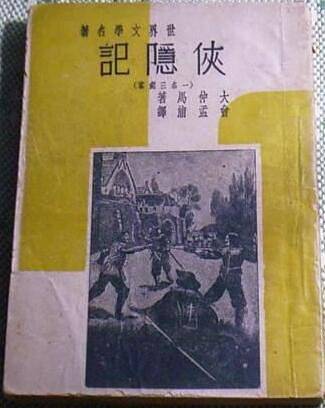 世界文學名著
俠隱記
(一名三劍客)
大仲馬著
曾孟浦譯